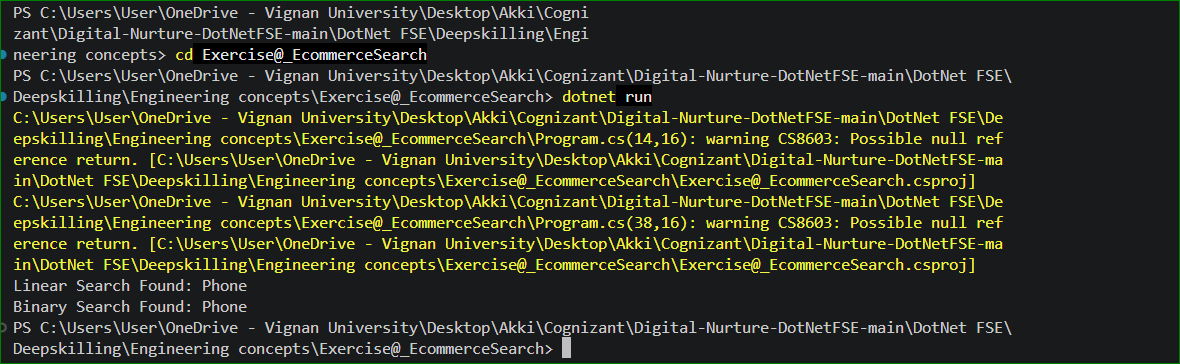 PS C:\Users\User\OneDrive - Vignan University\Desktop\Akki\Cogni
zant\Digital-Nurture-DotNetFSE-main\DotNet FSE\Deepskilling\Engi
neering concepts> cd Exercise@_EcommerceSearch
PS C:\Users\User\OneDrive - Vignan University\Desktop\Akki\Cognizant\Digital-Nurture-DotNetFSE-main\DotNet FSE\
Deepskilling\Engineering concepts\Exercise@_EcommerceSearch> dotnet run
C:\Users\User\OneDrive - Vignan University\Desktop\Akki\Cognizant\Digital-Nurture-DotNetFSE-main\DotNet FSE\De
epskilling\Engineering concepts\Exercise@_EcommerceSearch\Program.cs(14,16): warning CS8603: Possible null ref
erence return. [C:\Users\User\OneDrive - Vignan University\Desktop\Akki\Cognizant\Digital-Nurture-DotNetFSE-ma
in\DotNet FSE\Deepskilling\Engineering concepts\Exercise@_EcommerceSearch\Exercise@_EcommerceSearch.csproj]
C:\Users\User\OneDrive - Vignan University\Desktop\Akki\Cognizant\Digital-Nurture-DotNetFSE-main\DotNet FSE\De
epskilling\Engineering concepts\Exercise@_EcommerceSearch\Program.cs(38,16): warning CS8603: Possible null ref
erence return. [C:\Users\User\OneDrive - Vignan University\Desktop\Akki\Cognizant\Digital-Nurture-DotNetFSE-ma
in\DotNet FSE\Deepskilling\Engineering concepts\Exercise@_EcommerceSearch\Exercise@_EcommerceSearch.csproj]
Linear Search Found: Phone
Binary Search Found: Phone
PS C:\Users\User\OneDrive - Vignan University\Desktop\Akki\Cognizant\Digital-Nurture-DotNetFSE-main\DotNet FSE\
Deepskilling\Engineering concepts\Exercise@_EcommerceSearch>